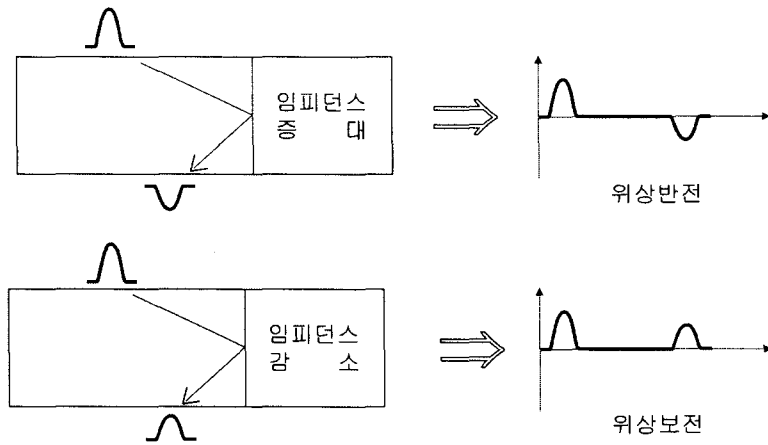 임피던스
증 대
위상반전
임피던스
감 소
위상보전